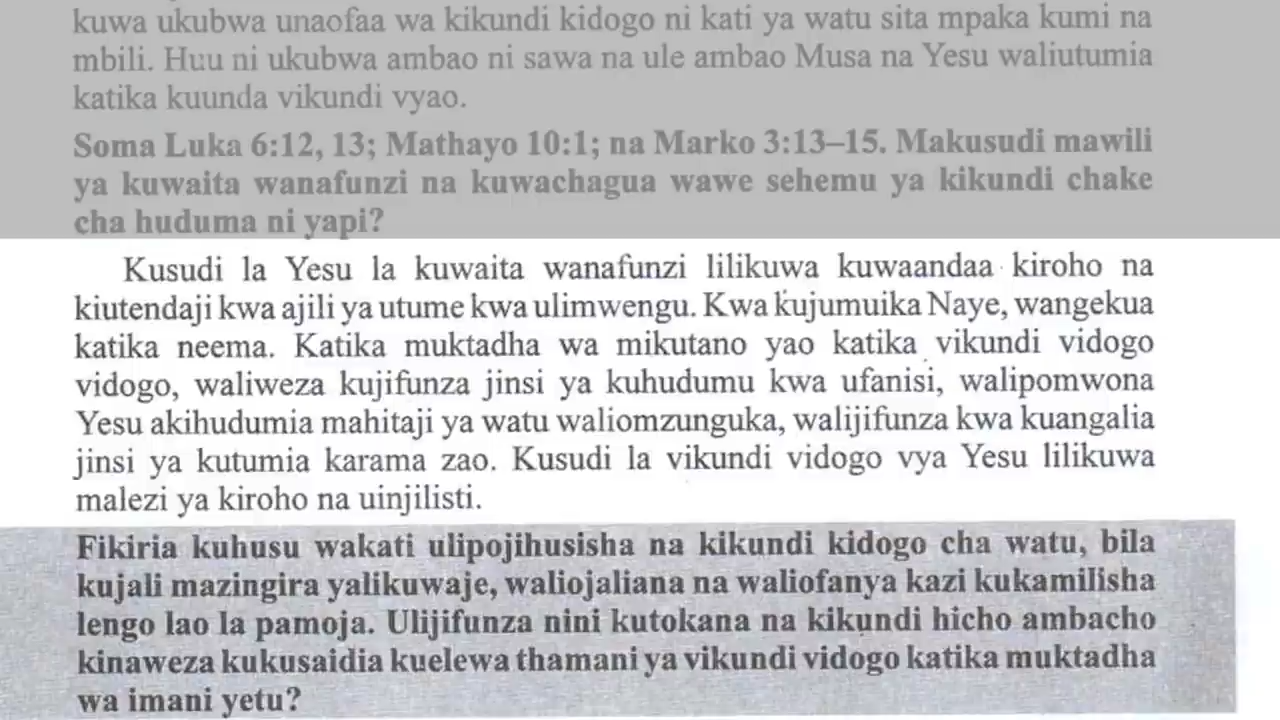 kuwa ukubwa unaofaa wa kikundi kidogo ni kati ya watu sita mpaka kumi na
mbili. Huu ni ukubwa ambao ni sawa na ule ambao Musa na Yesu waliutumia
katika kuunda vikundi vyao.
Soma Luka 6:12, 13; Mathayo 10:1; na Marko 3:13–15. Makusudi mawili
ya kuwaita wanafunzi na kuwachagua wawe sehemu ya kikundi chake
cha huduma ni yapi?
Kusudi la Yesu la kuwaita wanafunzi lilikuwa kuwaandaa kiroho na
kiutendaji kwa ajili ya utume kwa ulimwengu. Kwa kujumuika Naye, wangekua
katika neema. Katika muktadha wa mikutano yao katika vikundi vidogo
vidogo, waliweza kujifunza jinsi ya kuhudumu kwa ufanisi, walipomwona
Yesu akihudumia mahitaji ya watu waliomzunguka, walijifunza kwa kuangalia
jinsi ya kutumia karama zao. Kusudi la vikundi vidogo vya Yesu lilikuwa
malezi ya kiroho na uinjilisti.
Fikiria kuhusu wakati ulipojihusisha na kikundi kidogo cha watu, bila
kujali mazingira yalikuwaje, waliojaliana na waliofanya kazi kukamilisha
lengo lao la pamoja. Ulijifunza nini kutokana na kikundi hicho ambacho
kinaweza kukusaidia kuelewa thamani ya vikundi vidogo katika muktadha
wa imani yetu?